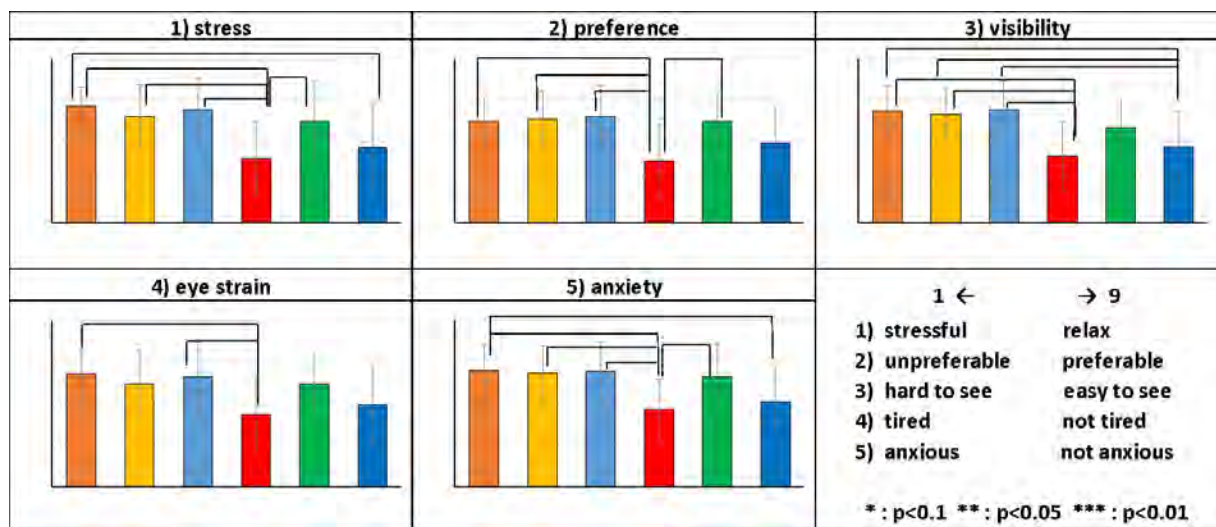 1) stress
2) preference
3) visibility
4) eye strain
5) anxiety
1 ← → 9
1) stressful relax
2) unpreferable preferable
3) hard to see easy to see
4) tired not tired
5) anxious not anxious
* : p<0.1 ** : p<0.05 *** : p<0.01